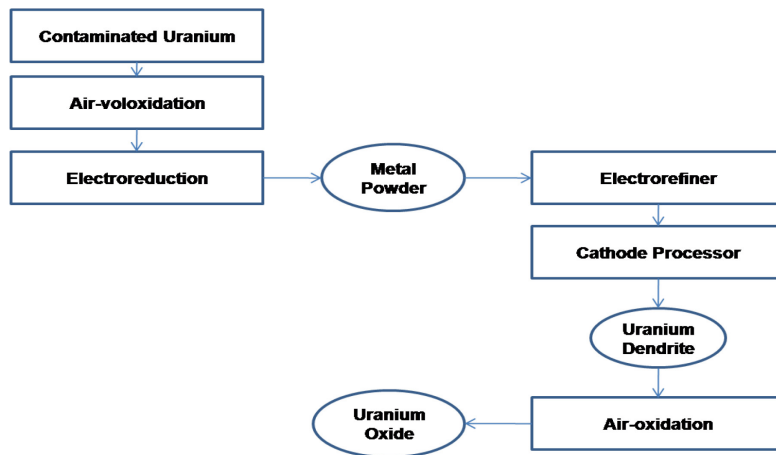 Contaminated Uranium
Air-voloxidation
Electroreduction
Metal
Powder
Electrorefiner
Cathode Processor
Uranium
Dendrite
Air-oxidation
Uranium
Oxide